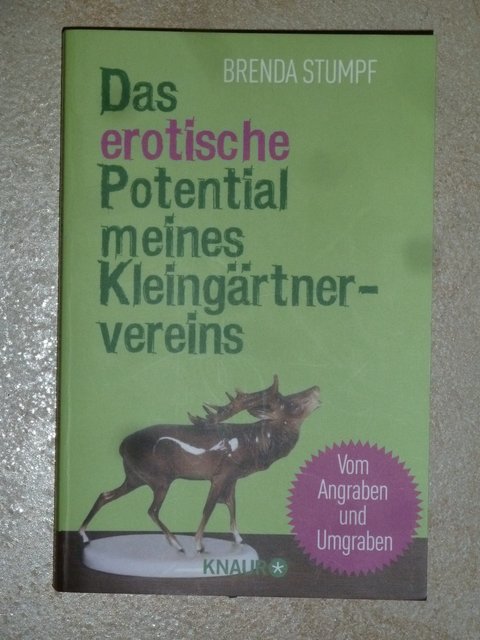 BRENDA STUMPF
Das
erotische
Potential
meines
Kleingärtner-
vereins
Vom
Angraben
und
Umgraben
KNAUR